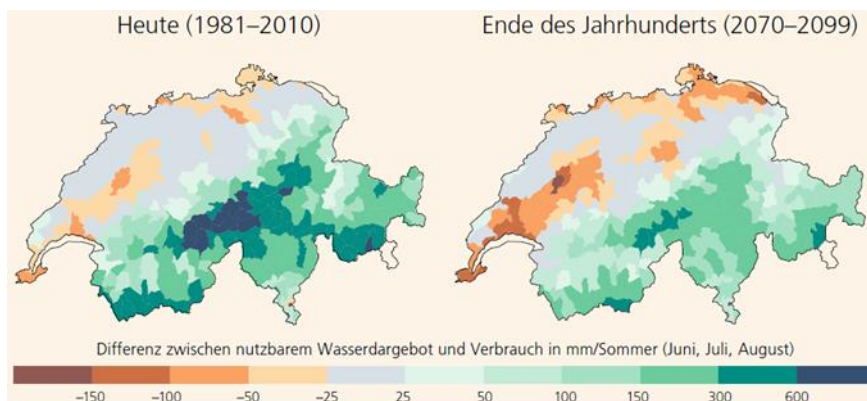 Heute (1981–2010)
Ende des Jahrhunderts (2070–2099)
Differenz zwischen nutzbarem Wasserdargebot und Verbrauch in mm/Sommer (Juni, Juli, August)
–150 –100 –50 –25 25 50 100 150 300 600